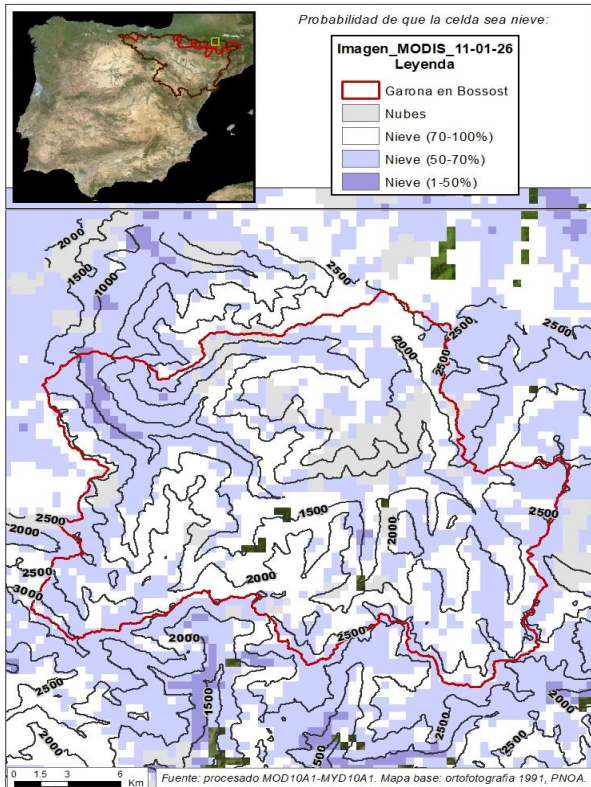 Probabilidad de que la celda sea nieve:
Imagen_MODIS_11-01-26
Leyenda
Garona en Bossost
Nubes
Nieve (70-100%)
Nieve (50-70%)
Nieve (1-50%)
2000
1500
1000
2500
2500
2500
2000
2500
2500
1500
2000
2500
2000
2500
3000
2000
2000
2500
2500
1500
2000
2500
2500
2000
500
0 1.5 3 6
Km
Fuente: procesado MOD10A1-MYD10A1. Mapa base: ortofotografía 1991, PNOA.